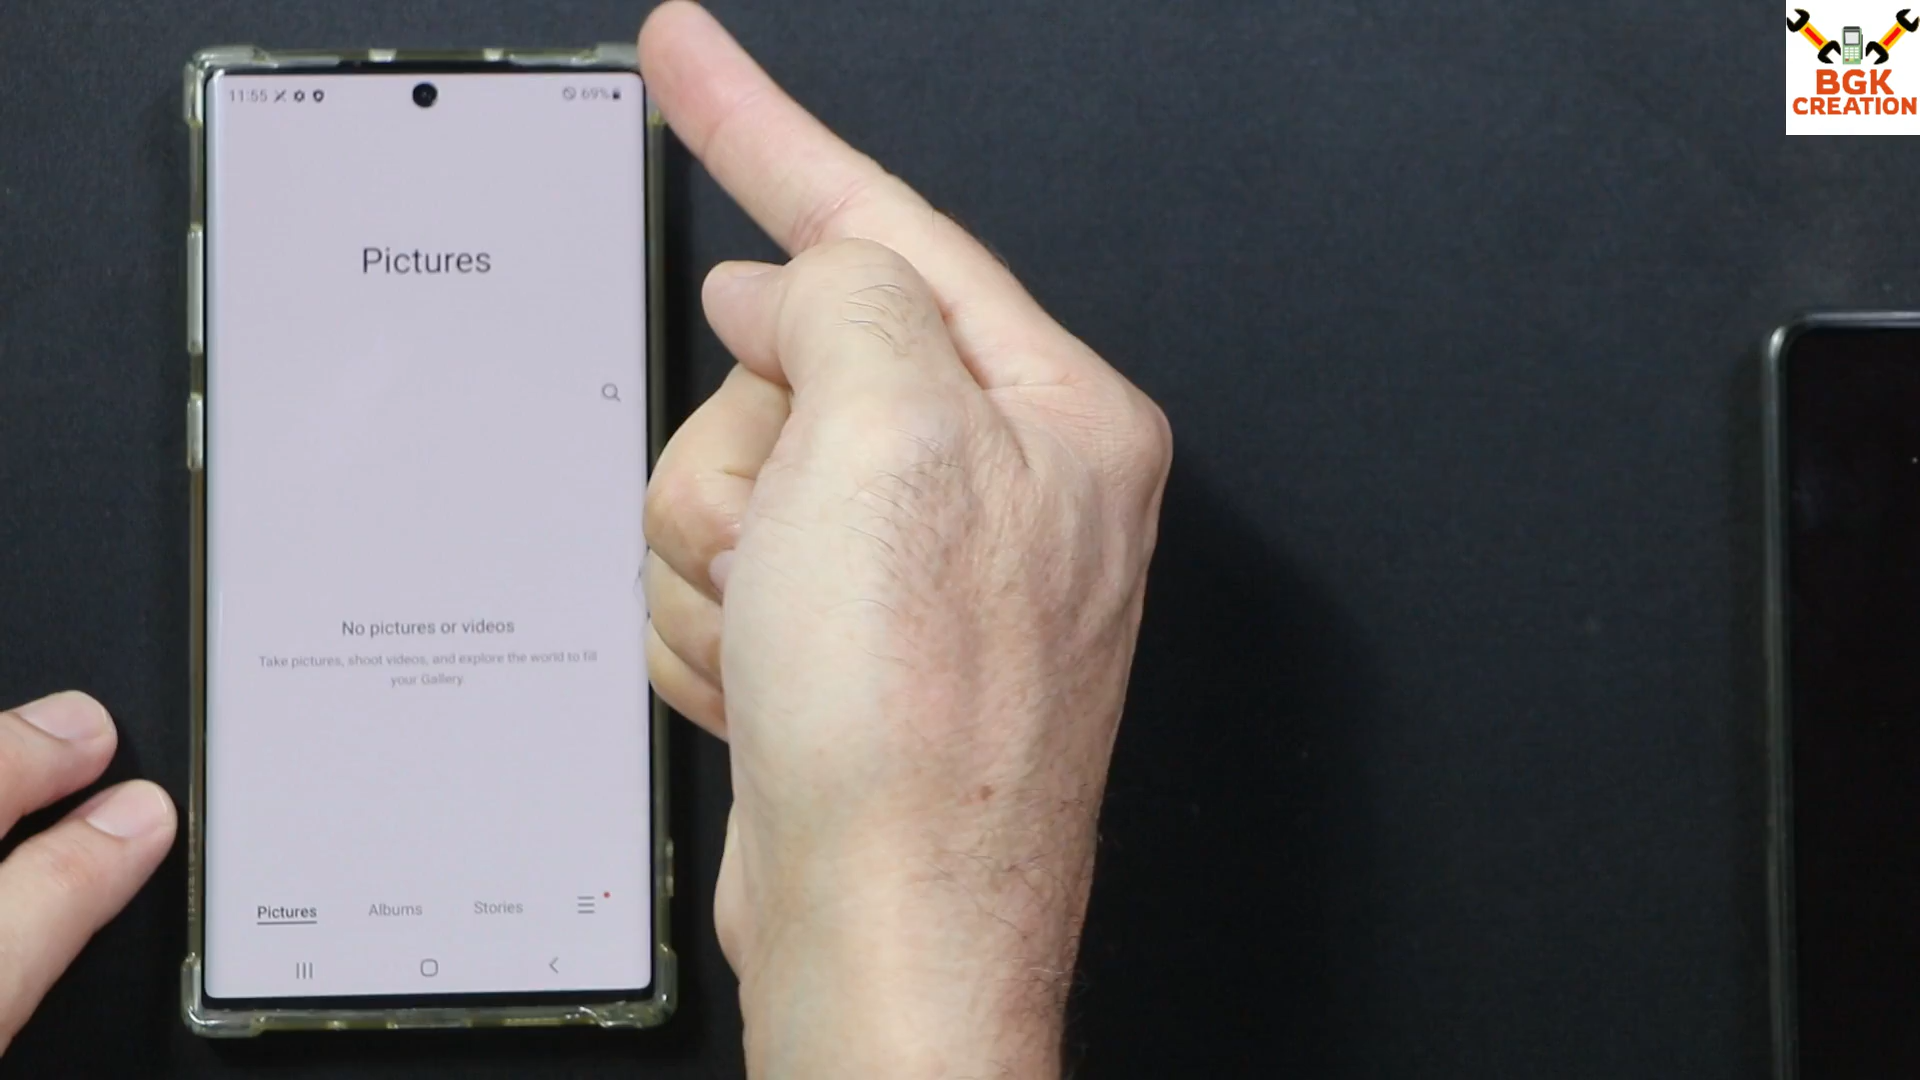 BGK
CREATION
11:55
69%
Pictures
No pictures or videos
Take pictures, shoot videos, and explore the world to fill
your Gallery.
Pictures
Albums
Stories